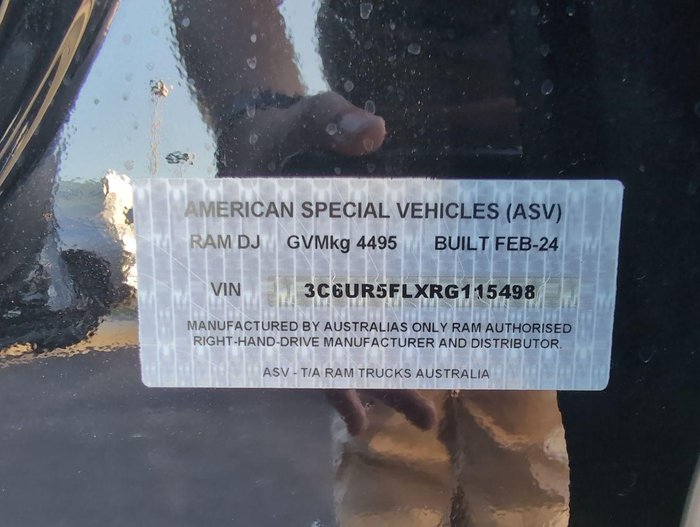 AMERICAN SPECIAL VEHICLES (ASV)
RAM DJ GVMkg 4495 BUILT FEB-24
VIN 3C6UR5FLXRG115498
MANUFACTURED BY AUSTRALIAS ONLY RAM AUTHORISED
RIGHT-HAND-DRIVE MANUFACTURER AND DISTRIBUTOR.
ASV - T/A RAM TRUCKS AUSTRALIA